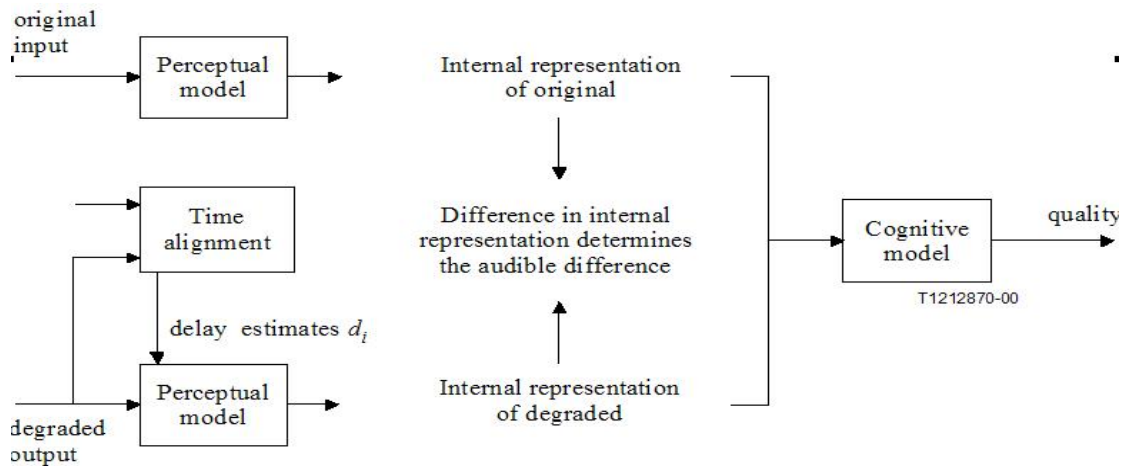 original
input
Perceptual
model
Internal representation
of original
Time
alignment
Difference in internal
representation determines
the audible difference
Cognitive
model
quality
T1212870-00
delay estimates d_i
Perceptual
model
Internal representation
of degraded
degraded
output